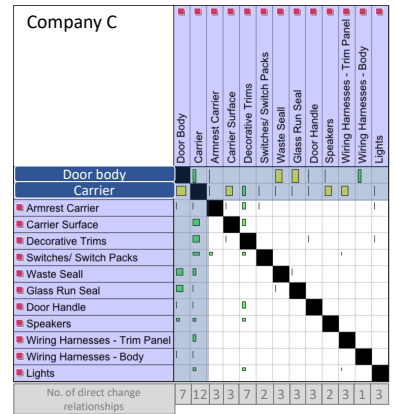 Company C
Door Body
Carrier
Armrest Carrier
Carrier Surface
Decorative Trims
Switches/ Switch Packs
Waste Seall
Glass Run Seal
Door Handle
Speakers
Wiring Harnesses - Trim Panel
Wiring Harnesses - Body
Lights
Door body
Carrier
Armrest Carrier
Carrier Surface
Decorative Trims
Switches/ Switch Packs
Waste Seall
Glass Run Seal
Door Handle
Speakers
Wiring Harnesses - Trim Panel
Wiring Harnesses - Body
Lights
No. of direct change
relationships
7 12 3 3 7 2 3 3 3 2 3 1 3